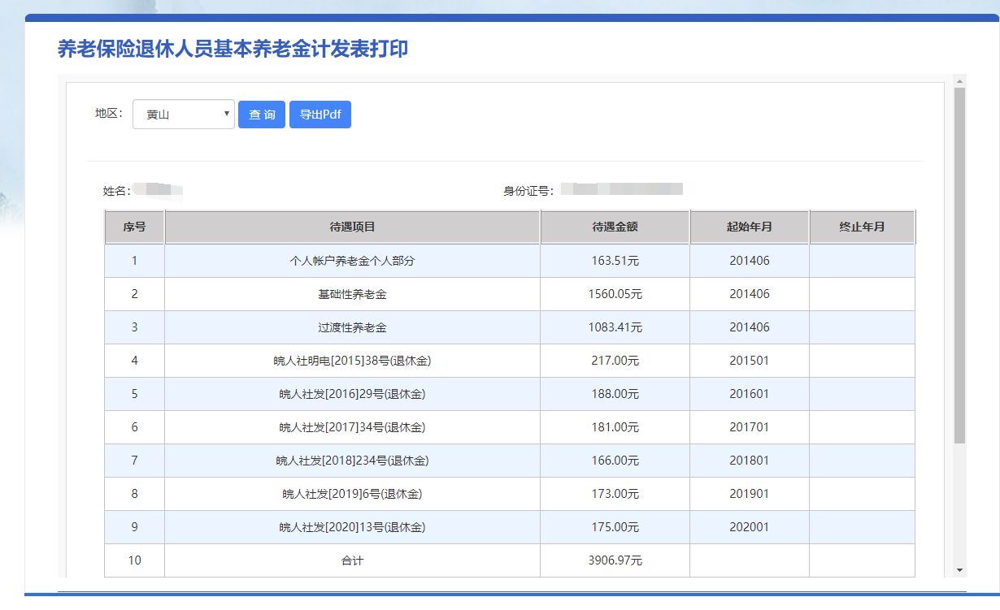 养老保险退休人员基本养老金计发表打印
地区： 黄山 查 询 导出Pdf
姓名： 身份证号：
序号 待遇项目 待遇金额 起始年月 终止年月
1 个人帐户养老金个人部分 163.51元 201406
2 基础性养老金 1560.05元 201406
3 过渡性养老金 1083.41元 201406
4 皖人社明电[2015]38号(退休金) 217.00元 201501
5 皖人社发[2016]29号(退休金) 188.00元 201601
6 皖人社发[2017]34号(退休金) 181.00元 201701
7 皖人社发[2018]234号(退休金) 166.00元 201801
8 皖人社发[2019]6号(退休金) 173.00元 201901
9 皖人社发[2020]13号(退休金) 175.00元 202001
10 合计 3906.97元